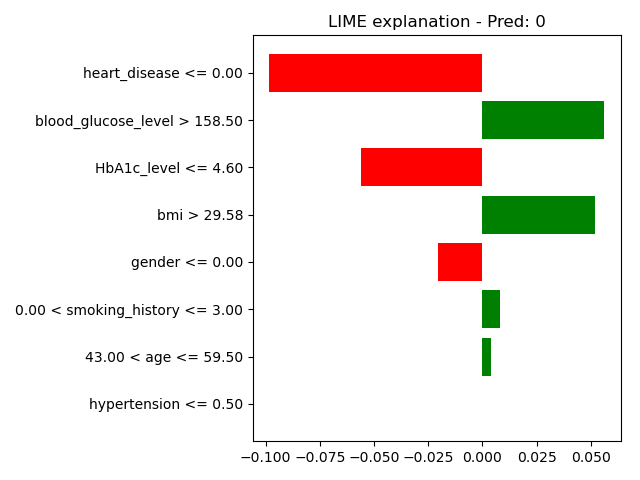 LIME explanation - Pred: 0
heart_disease <= 0.00
blood_glucose_level > 158.50
HbA1c_level <= 4.60
bmi > 29.58
gender <= 0.00
0.00 < smoking_history <= 3.00
43.00 < age <= 59.50
hypertension <= 0.50
−0.100 −0.075 −0.050 −0.025 0.000 0.025 0.050